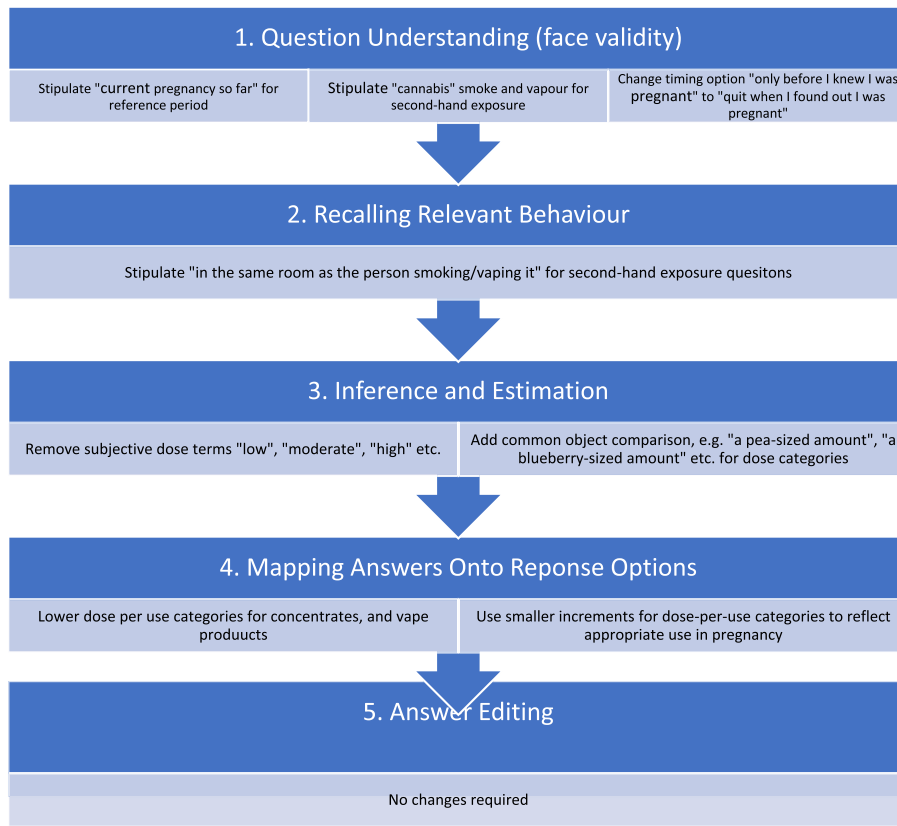 1. Question Understanding (face validity)
Stipulate "current pregnancy so far" for
reference period
Stipulate "cannabis" smoke and vapour for
second-hand exposure
Change timing option "only before I knew I was
pregnant" to "quit when I found out I was
pregnant"
2. Recalling Relevant Behaviour
Stipulate "in the same room as the person smoking/vaping it" for second-hand exposure quesitons
3. Inference and Estimation
Remove subjective dose terms "low", "moderate", "high" etc.
Add common object comparison, e.g. "a pea-sized amount", "a
blueberry-sized amount" etc. for dose categories
4. Mapping Answers Onto Reponse Options
Lower dose per use categories for concentrates, and vape
produucts
Use smaller increments for dose-per-use categories to reflect
appropriate use in pregnancy
5. Answer Editing
No changes required